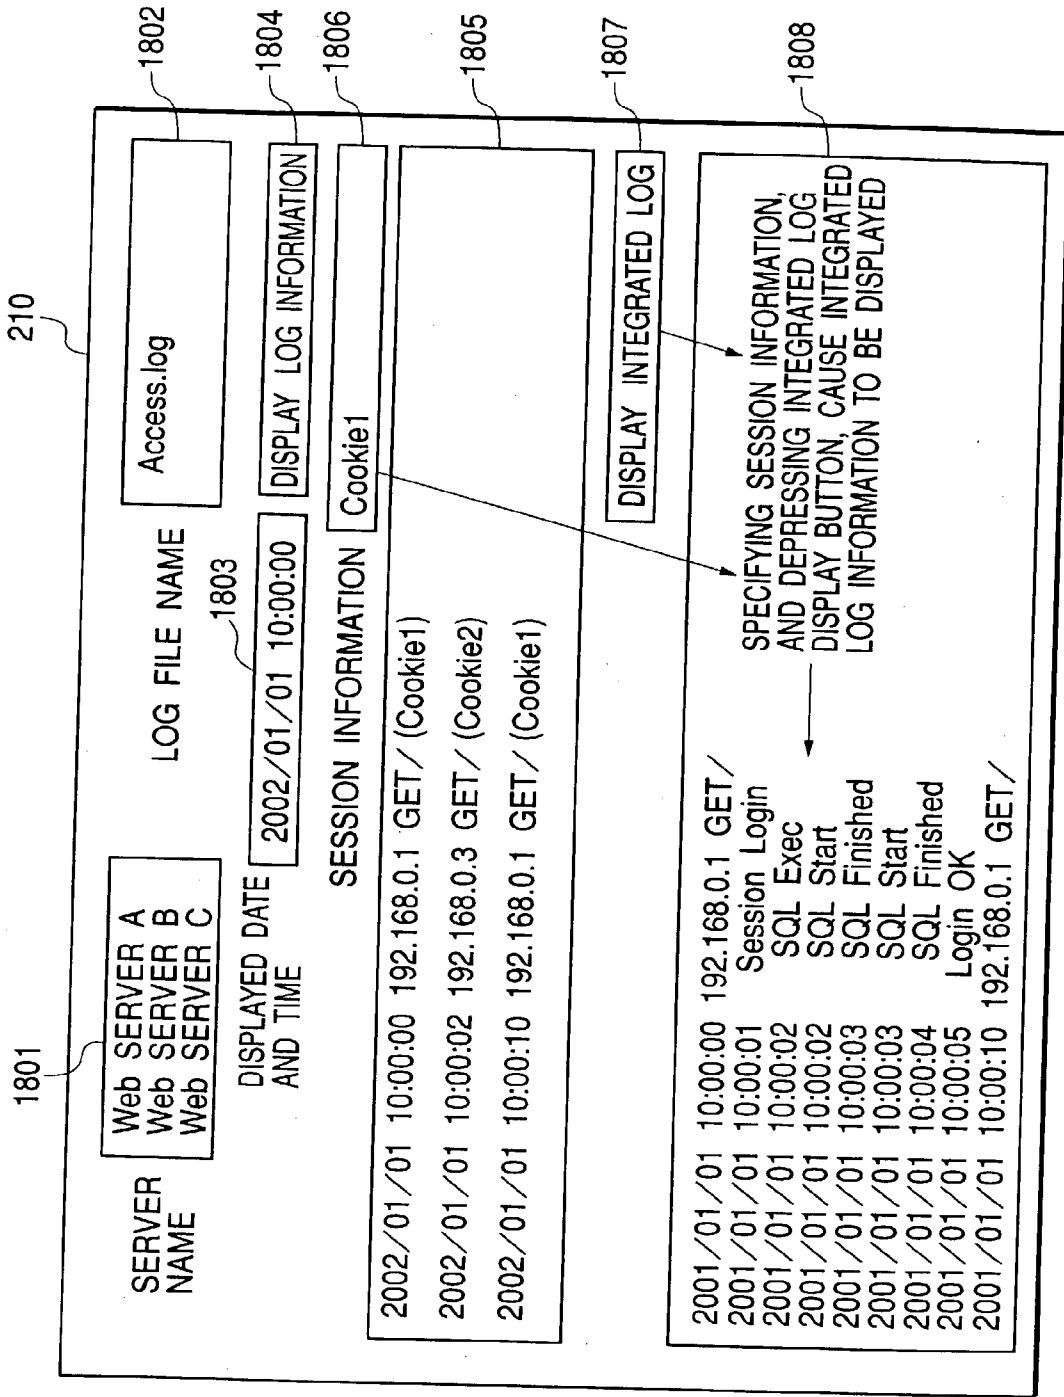 210
1801
SERVER NAME
Web SERVER A
Web SERVER B
Web SERVER C
LOG FILE NAME
Access.log
1802
DISPLAYED DATE
AND TIME
2002/01/01 10:00:00
1803
DISPLAY LOG INFORMATION
1804
SESSION INFORMATION
Cookie1
1806
2002/01/01 10:00:00 192.168.0.1 GET/ (Cookie1)
2002/01/01 10:00:02 192.168.0.3 GET/ (Cookie2)
2002/01/01 10:00:10 192.168.0.1 GET/ (Cookie1)
1805
DISPLAY INTEGRATED LOG
1807
2001/01/01 10:00:00 192.168.0.1 GET/
2001/01/01 10:00:01 Session Login
2001/01/01 10:00:02 SQL Exec
2001/01/01 10:00:02 SQL Start
2001/01/01 10:00:03 SQL Finished
2001/01/01 10:00:03 SQL Start
2001/01/01 10:00:04 SQL Finished
2001/01/01 10:00:05 Login OK
2001/01/01 10:00:10 192.168.0.1 GET/
SPECIFYING SESSION INFORMATION,
AND DEPRESSING INTEGRATED LOG
DISPLAY BUTTON, CAUSE INTEGRATED
LOG INFORMATION TO BE DISPLAYED
1808